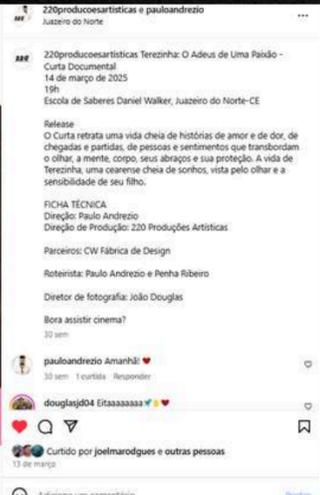 220producoesartisticas e pauloandrezio
Juazeiro do Norte
220producoesartisticas Terezinha: O Adeus de Uma Paixão -
Curta Documental
14 de março de 2025
19h
Escola de Saberes Daniel Walker, Juazeiro do Norte-CE
Release
O Curta retrata uma vida cheia de histórias de amor e de dor, de
chegadas e partidas, de pessoas e sentimentos que transbordam
o olhar, a mente, corpo, seus abraços e sua proteção. A vida de
Terezinha, uma cearense cheia de sonhos, vista pelo olhar e a
sensibilidade de seu filho.
FICHA TÉCNICA
Direção: Paulo Andrezio
Direção de Produção: 220 Produções Artísticas
Parceiros: CW Fábrica de Design
Roteirista: Paulo Andrezio e Penha Ribeiro
Diretor de fotografia: João Douglas
Bora assistir cinema?
30 sem
pauloandrezio Amanhã! ❤️
30 sem 1 curtida Responder
douglasjd04 Eitaaaaaaaa
Curtido por joelmarodgues e outras pessoas
13 de março
Adicione um comentário...